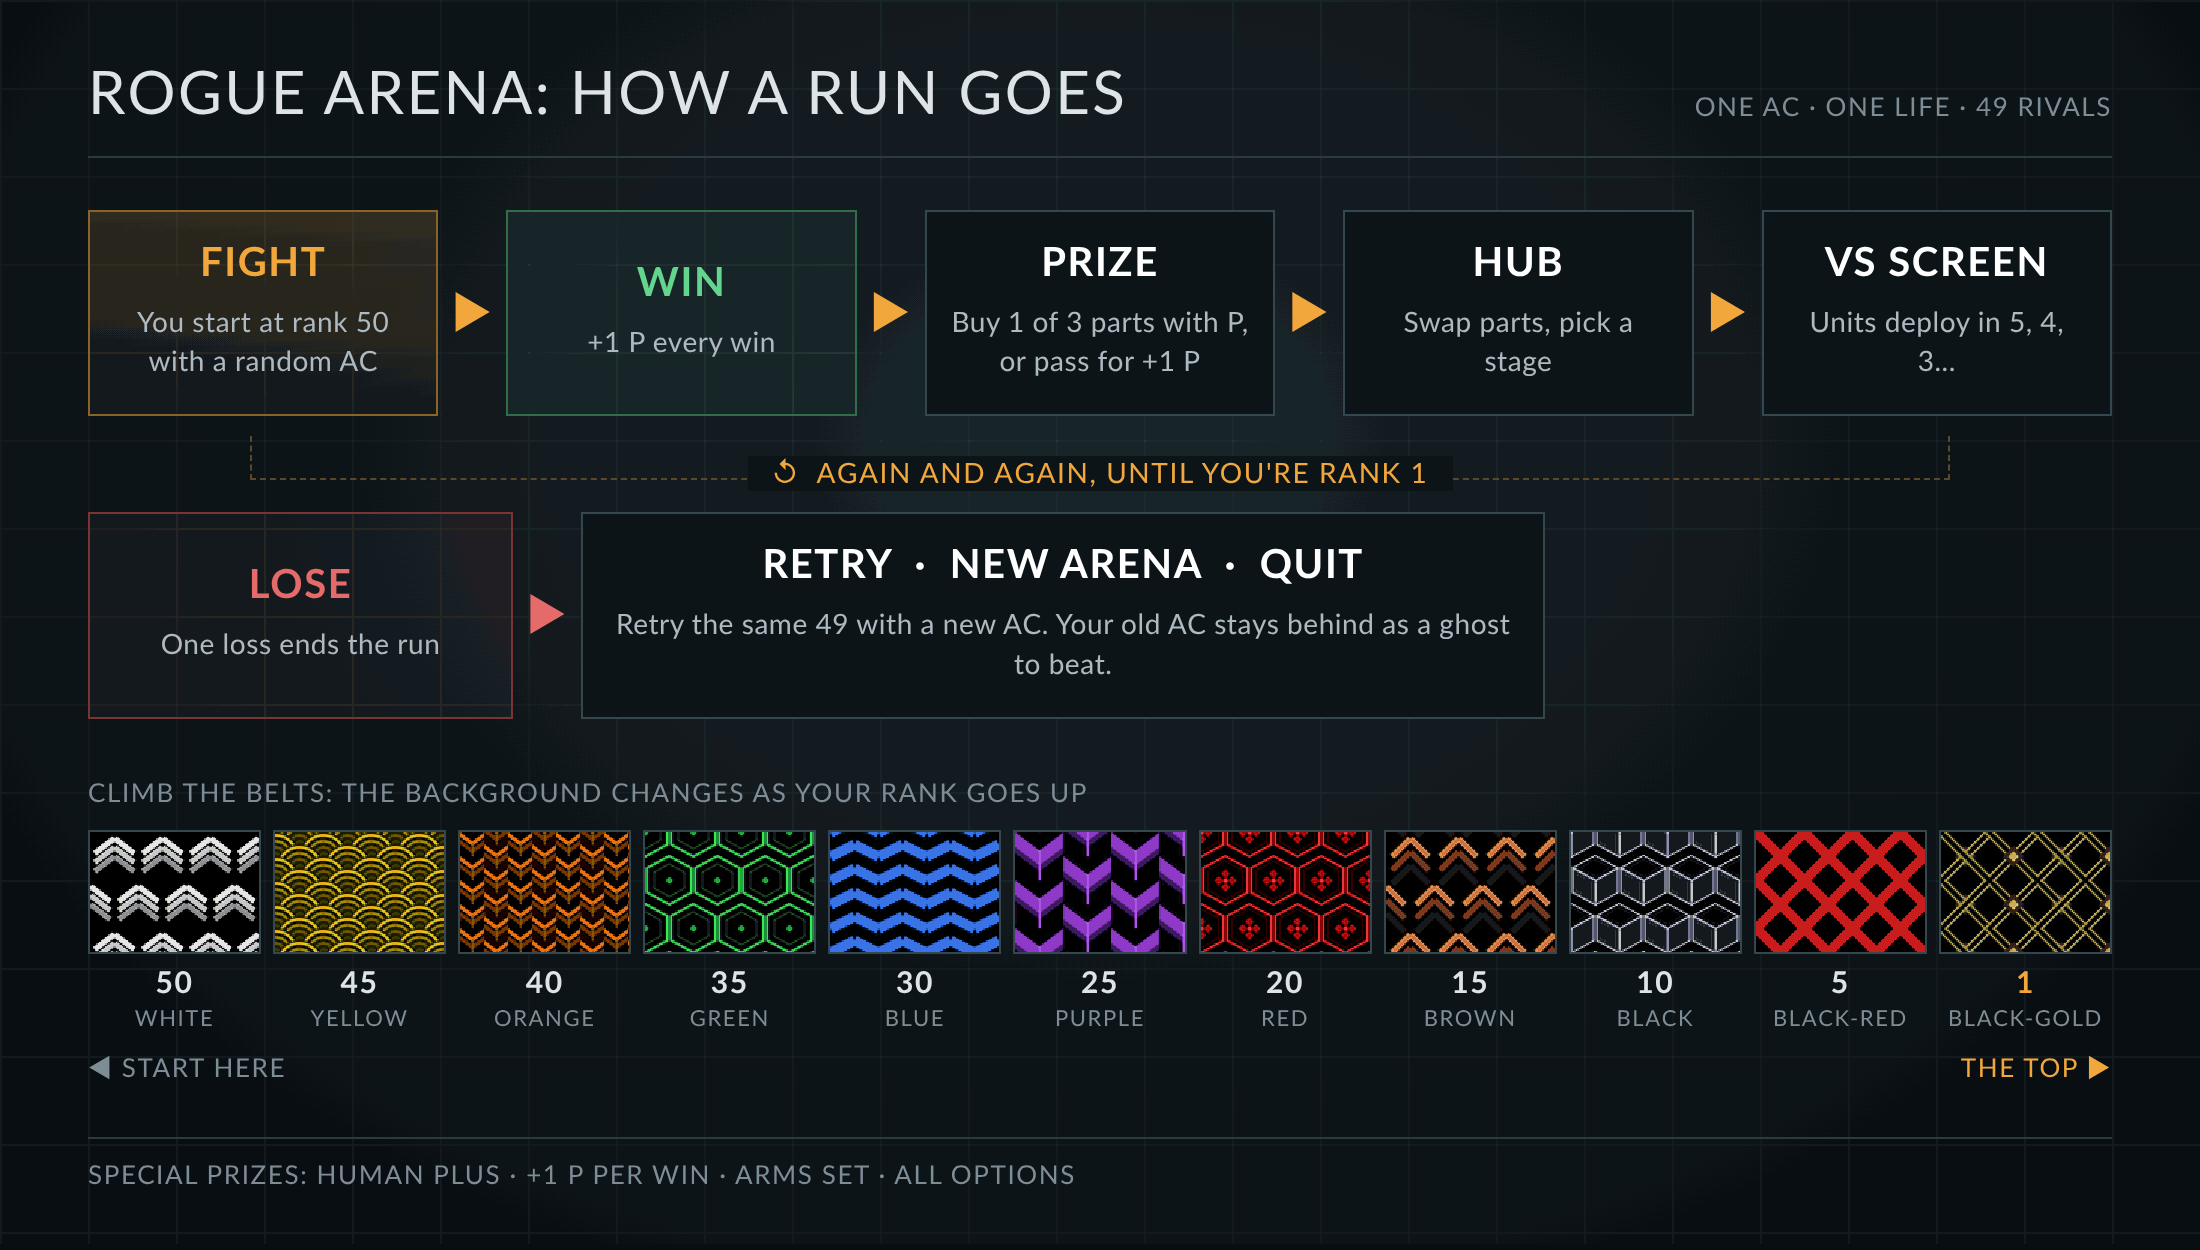 ROGUE ARENA: HOW A RUN GOES
ONE AC · ONE LIFE · 49 RIVALS
FIGHT
You start at rank 50
with a random AC
WIN
+1 P every win
PRIZE
Buy 1 of 3 parts with P,
or pass for +1 P
HUB
Swap parts, pick a
stage
VS SCREEN
Units deploy in 5, 4,
3...
AGAIN AND AGAIN, UNTIL YOU'RE RANK 1
LOSE
One loss ends the run
RETRY · NEW ARENA · QUIT
Retry the same 49 with a new AC. Your old AC stays behind as a ghost
to beat.
CLIMB THE BELTS: THE BACKGROUND CHANGES AS YOUR RANK GOES UP
50
WHITE
45
YELLOW
40
ORANGE
35
GREEN
30
BLUE
25
PURPLE
20
RED
15
BROWN
10
BLACK
5
BLACK-RED
1
BLACK-GOLD
START HERE
THE TOP
SPECIAL PRIZES: HUMAN PLUS · +1 P PER WIN · ARMS SET · ALL OPTIONS